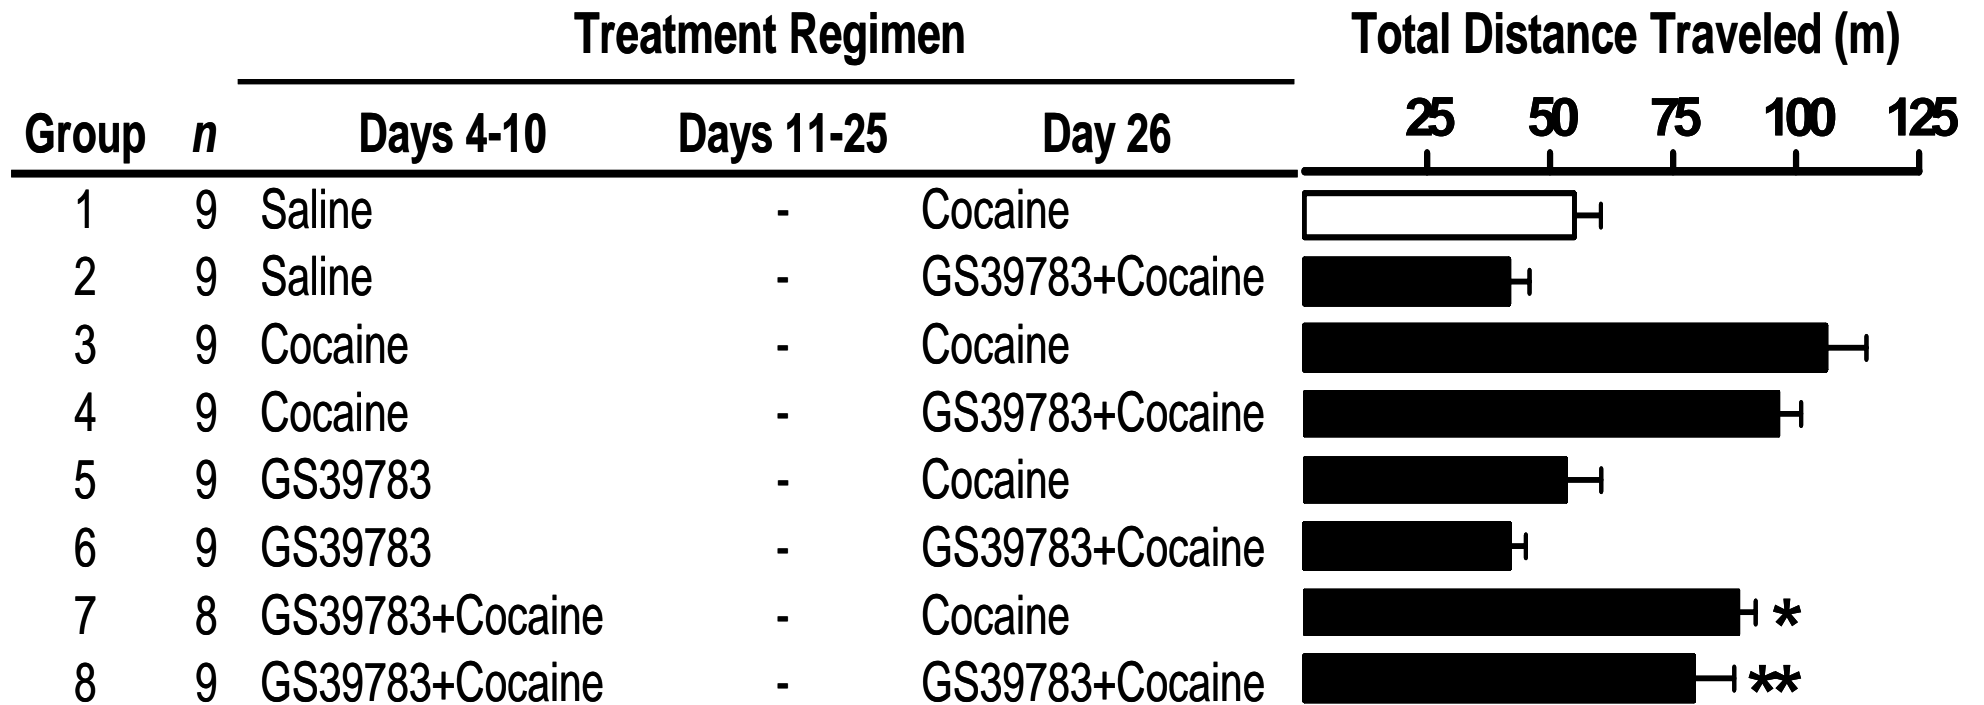 Treatment Regimen Total Distance Traveled (m)
25 50 75 100 125
Group n Days 4-10 Days 11-25 Day 26
1 9 Saline - Cocaine
2 9 Saline - GS39783+Cocaine
3 9 Cocaine - Cocaine
4 9 Cocaine - GS39783+Cocaine
5 9 GS39783 - Cocaine
6 9 GS39783 - GS39783+Cocaine
7 8 GS39783+Cocaine - Cocaine *
8 9 GS39783+Cocaine - GS39783+Cocaine **